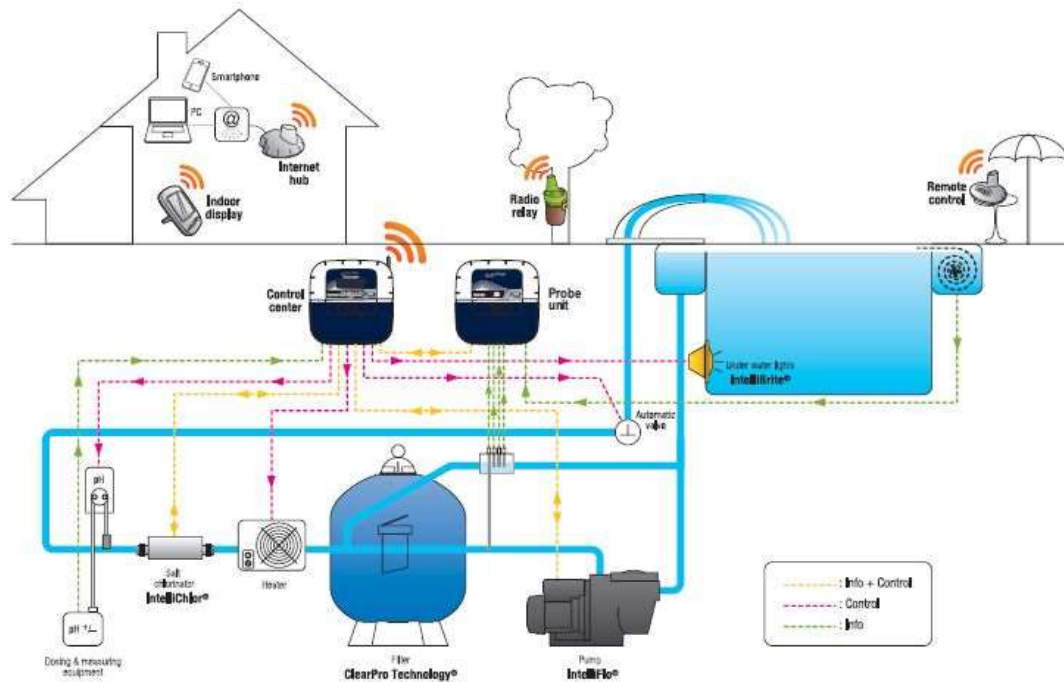 Smartphone
PC
@
Internet
hub
Indoor
display
Radio
relay
Remote
control
Control
center
Probe
unit
Under water lights
IntelliBrite®
Automatic
valve
pH
Salt
chlorinator
IntelliChlor®
Heater
pH +/-
Dosing & measuring
equipment
Filter
ClearPro Technology®
Pump
IntelliFlo®
: Info + Control
: Control
: Info